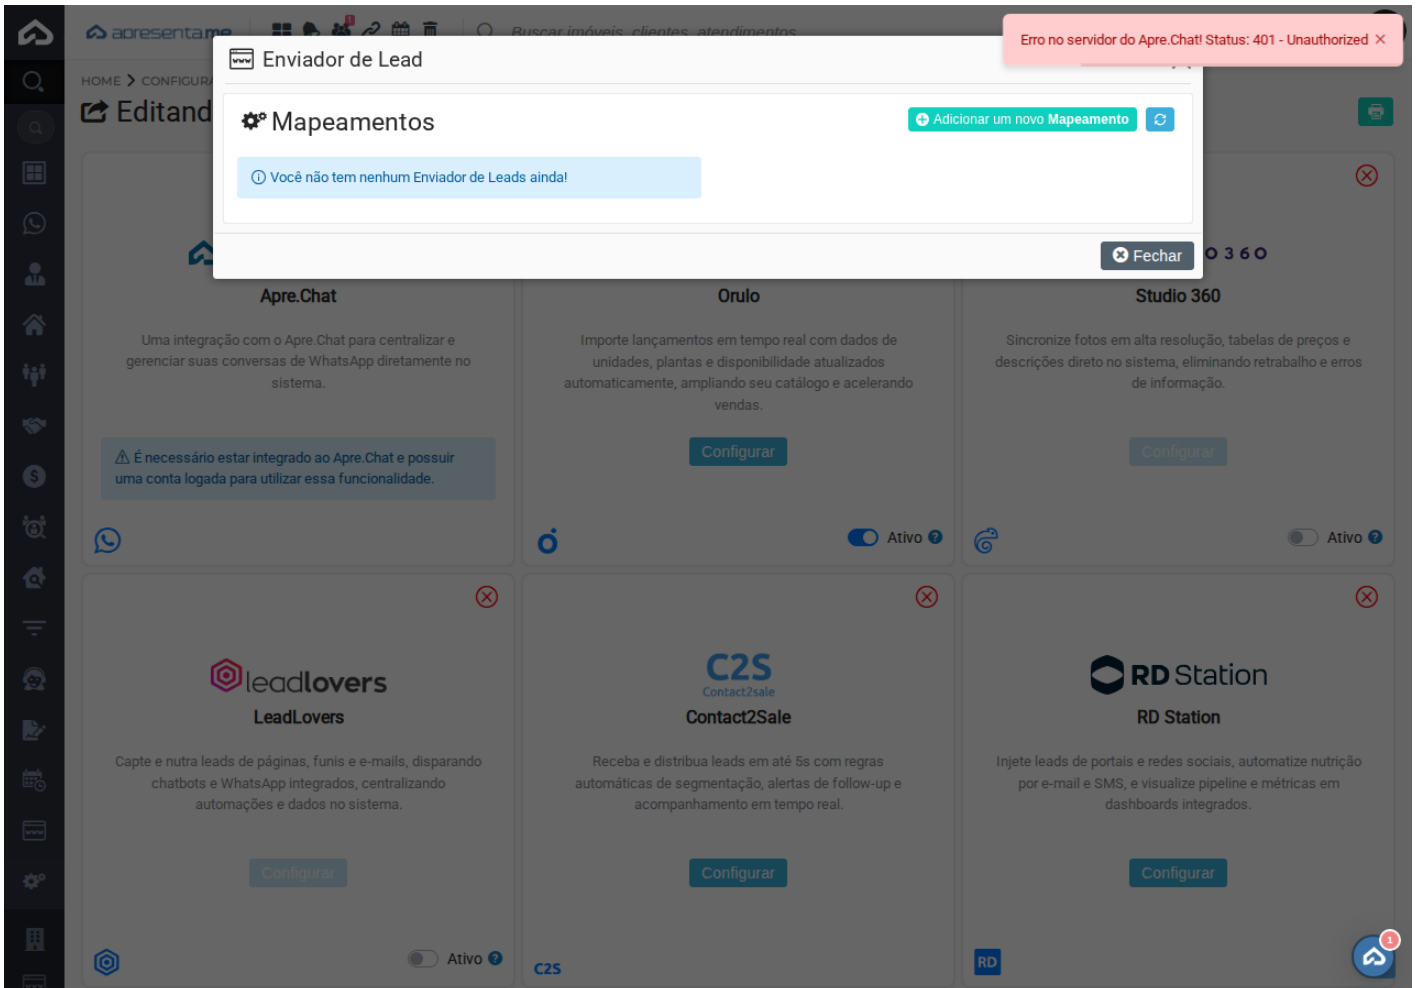 apresenta.me
Buscar imóveis, clientes, atendimentos
Erro no servidor do Apre.Chat! Status: 401 - Unauthorized
Enviador de Lead
HOME
CONFIGURA
Editand
Mapeamentos
Adicionar um novo Mapeamento
Você não tem nenhum Enviador de Leads ainda!
Fechar
O 3 6 O
Apre.Chat
Uma integração com o Apre.Chat para centralizar e
gerenciar suas conversas de WhatsApp diretamente no
sistema.
É necessário estar integrado ao Apre.Chat e possuir
uma conta logada para utilizar essa funcionalidade.
Orulo
Importe lançamentos em tempo real com dados de
unidades, plantas e disponibilidade atualizados
automaticamente, ampliando seu catálogo e acelerando
vendas.
Configurar
Ativo
Studio 360
Sincronize fotos em alta resolução, tabelas de preços e
descrições direto no sistema, eliminando retrabalho e erros
de informação.
Configurar
Ativo
leadlovers
LeadLovers
Capte e nutra leads de páginas, funis e e-mails, disparando
chatbots e WhatsApp integrados, centralizando
automações e dados no sistema.
Configurar
Ativo
C2S
Contact2sale
Contact2Sale
Receba e distribua leads em até 5s com regras
automáticas de segmentação, alertas de follow-up e
acompanhamento em tempo real.
Configurar
C2S
RD Station
RD Station
Injete leads de portais e redes sociais, automatize nutrição
por e-mail e SMS, e visualize pipeline e métricas em
dashboards integrados.
Configurar
RD
1